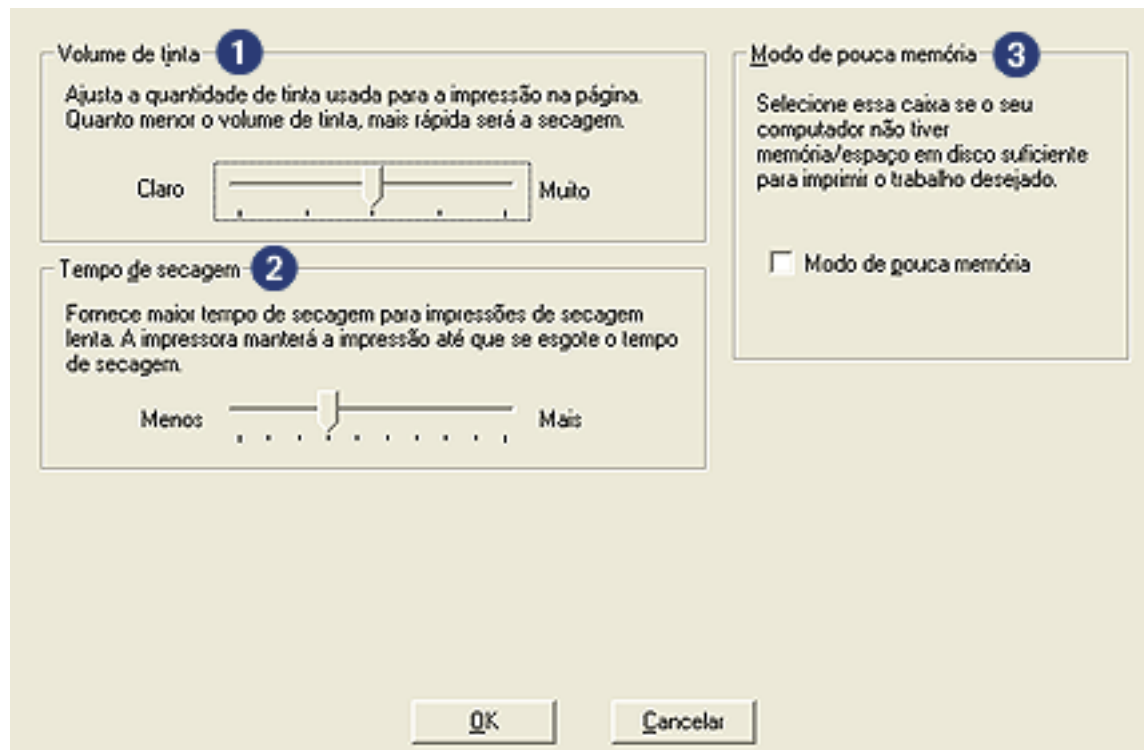 Volume de tinta 1
Ajusta a quantidade de tinta usada para a impressão na página.
Quanto menor o volume de tinta, mais rápida será a secagem.
Claro Muito
Tempo de secagem 2
Fornece maior tempo de secagem para impressões de secagem
lenta. A impressora manterá a impressão até que se esgote o tempo
de secagem.
Menos Mais
Modo de pouca memória 3
Selecione essa caixa se o seu
computador não tiver
memória/espaço em disco suficiente
para imprimir o trabalho desejado.
Modo de pouca memória
OK Cancelar